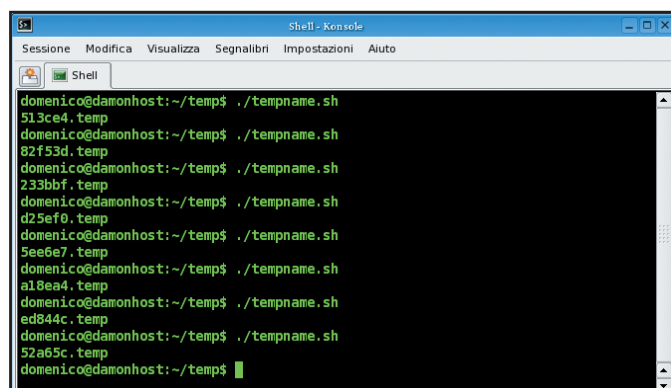 Shell - Konsole
Sessione Modifica Visualizza Segnalibri Impostazioni Aiuto
Shell
domenico@damonhost:~/temp$ ./tempname.sh
513ce4.temp
domenico@damonhost:~/temp$ ./tempname.sh
82f53d.temp
domenico@damonhost:~/temp$ ./tempname.sh
233bbf.temp
domenico@damonhost:~/temp$ ./tempname.sh
d25ef0.temp
domenico@damonhost:~/temp$ ./tempname.sh
5ee6e7.temp
domenico@damonhost:~/temp$ ./tempname.sh
a18ea4.temp
domenico@damonhost:~/temp$ ./tempname.sh
ed844c.temp
domenico@damonhost:~/temp$ ./tempname.sh
52a65c.temp
domenico@damonhost:~/temp$